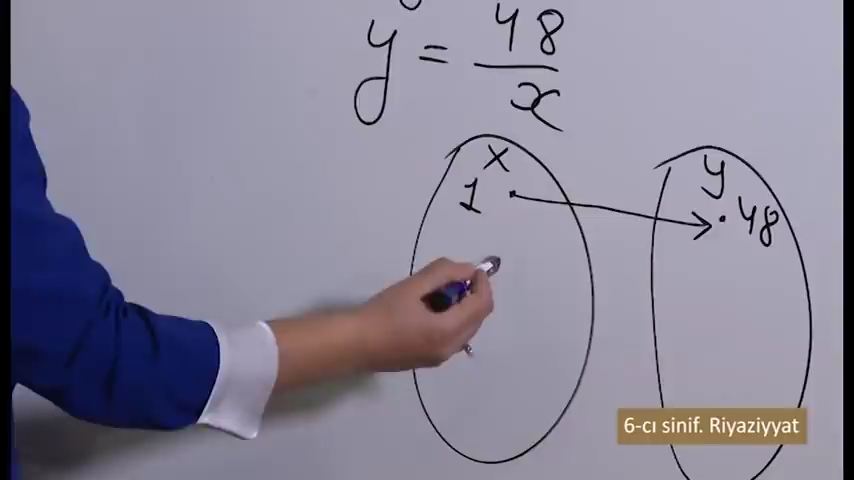 y = 48/x
x
y
1
48
6-cı sinif. Riyaziyyat